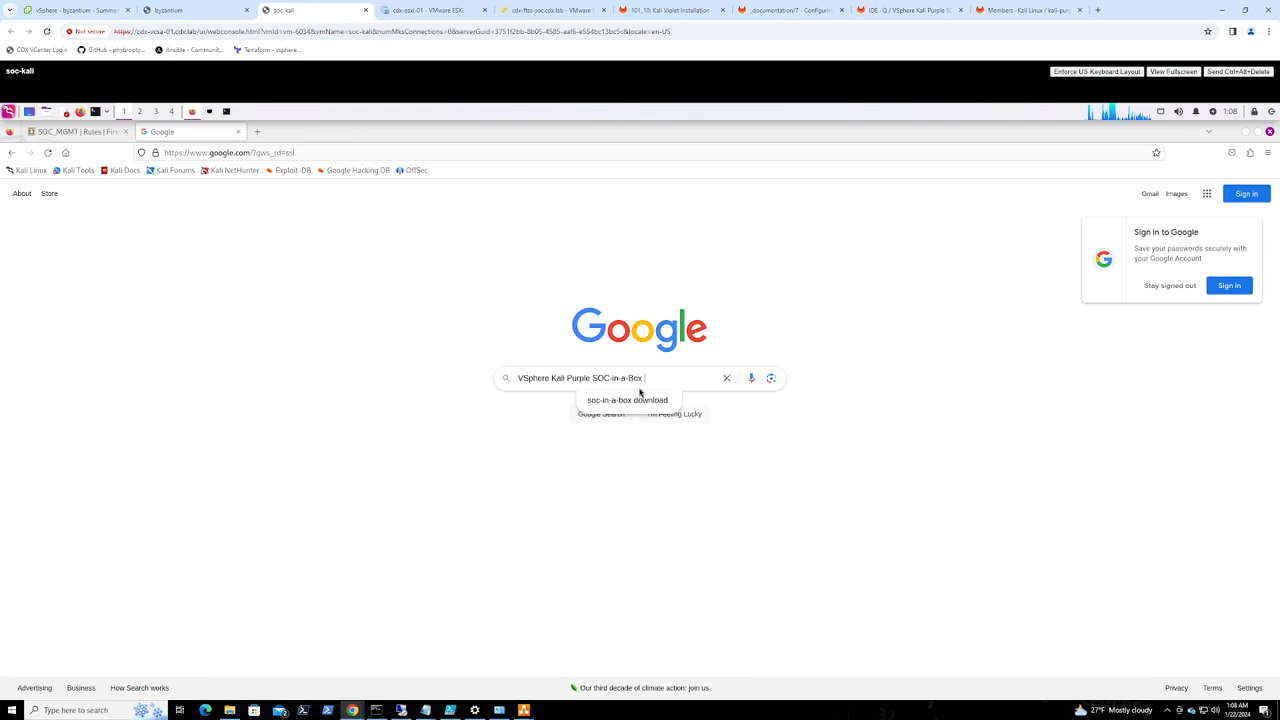 vSphere - byzantium - Summa
byzantium
soc-kali
cdx-esxi-01 - VMware ESXi
cdx-ftss-soc.cdx.lab - VMware
101_10: Kali Violet Installation
_documentation/7 - Configurin
IDE - Q / VSphere Kali Purple SO
Members - Kali Linux / kali-pur
Not secure
https://cdx-vcsa-01.cdx.lab/ui/webconsole.html?vmId=vm-6034&vmName=soc-kali&numMksConnections=0&serverGuid=3751f2bb-8b05-4585-aaf6-e554bc13bc5c&locale=en-US
CDX VCenter Login
GitHub - phybropty...
Ansible - Communit...
Terraform - vsphere...
soc-kali
Enforce US Keyboard Layout
View Fullscreen
Send Ctrl+Alt+Delete
1 2 3 4
1:08
SOC_MGMT | Rules | Fire
Google
https://www.google.com/?gws_rd=ssl
Kali Linux
Kali Tools
Kali Docs
Kali Forums
Kali NetHunter
Exploit-DB
Google Hacking DB
OffSec
About Store
Gmail Images
Sign in
Sign in to Google
Save your passwords securely with
your Google Account
Stay signed out
Sign in
Google
VSphere Kali Purple SOC-in-a-Box
soc-in-a-box download
Google Search
I'm Feeling Lucky
Advertising Business How Search works
Our third decade of climate action: join us
Privacy Terms Settings
Type here to search
27°F Mostly cloudy
1:08 AM
1/22/2024